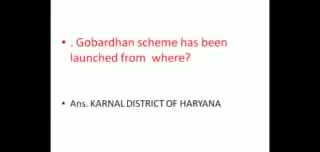 • . Gobardhan scheme has been
launched from where?
• Ans. KARNAL DISTRICT OF HARYANA